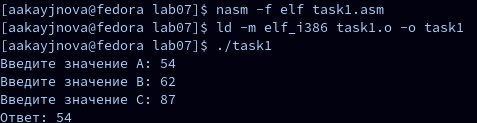 [aakayjnova@fedora lab07]$ nasm -f elf task1.asm
[aakayjnova@fedora lab07]$ ld -m elf_i386 task1.o -o task1
[aakayjnova@fedora lab07]$ ./task1
Введите значение A: 54
Введите значение B: 62
Введите значение C: 87
Ответ: 54